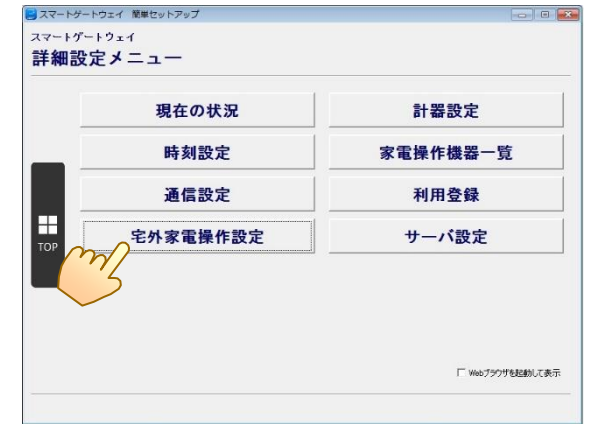 スマートゲートウェイ 簡単セットアップ
スマートゲートウェイ
詳細設定メニュー
現在の状況
計器設定
時刻設定
家電操作機器一覧
通信設定
利用登録
宅外家電操作設定
サーバ設定
TOP
Webブラウザを起動して表示